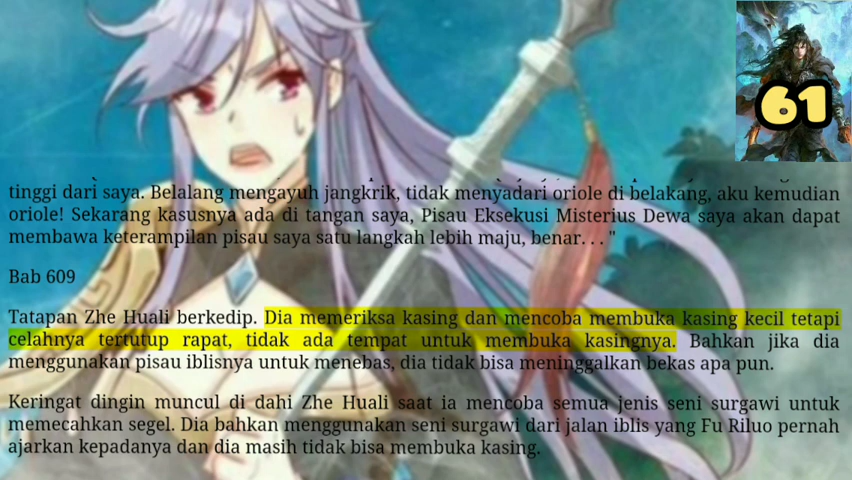 61
tinggi dari saya. Belalang mengayuh jangkrik, tidak menyadari oriole di belakang, aku kemudian
oriole! Sekarang kasusnya ada di tangan saya, Pisau Eksekusi Misterius Dewa saya akan dapat
membawa keterampilan pisau saya satu langkah lebih maju, benar. . . "
Bab 609
Tatapan Zhe Huali berkedip. Dia memeriksa kasing dan mencoba membuka kasing kecil tetapi
celahnya tertutup rapat, tidak ada tempat untuk membuka kasingnya. Bahkan jika dia
menggunakan pisau iblisnya untuk menebas, dia tidak bisa meninggalkan bekas apa pun.
Keringat dingin muncul di dahi Zhe Huali saat ia mencoba semua jenis seni surgawi untuk
memecahkan segel. Dia bahkan menggunakan seni surgawi dari jalan iblis yang Fu Riluo pernah
ajarkan kepadanya dan dia masih tidak bisa membuka kasing.